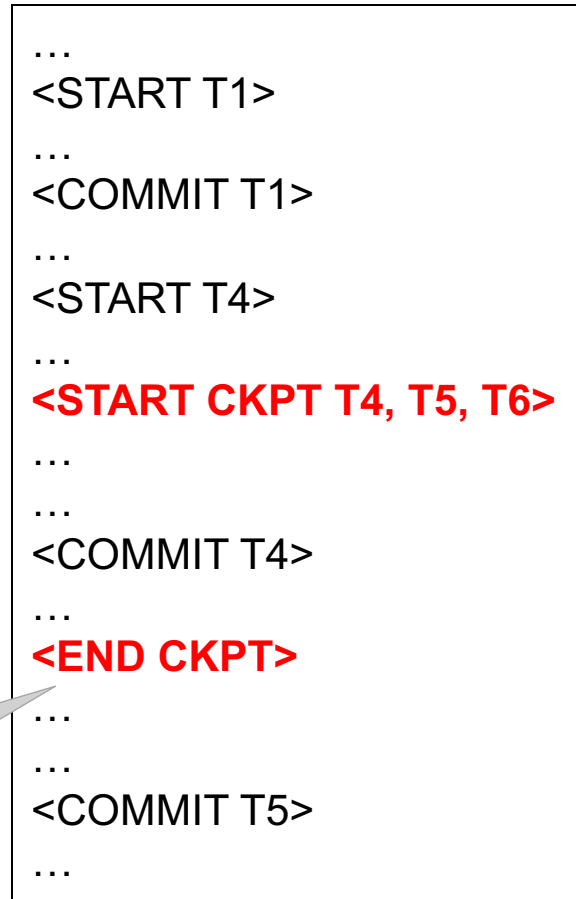 …
<START T1>
…
<COMMIT T1>
…
<START T4>
…
<START CKPT T4, T5, T6>
…
…
<COMMIT T4>
…
<END CKPT>
…
…
<COMMIT T5>
…